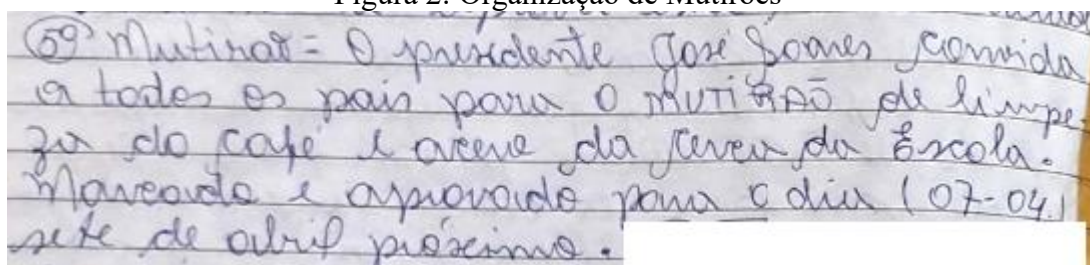 Figura 2: Organização de Mutirões
5º) Mutirão = O presidente José Soares convida
a todos os pais para o MUTIRÃO de limpe-
za do café e aceiro da cerca da Escola.
Marcado e aprovado para o dia (07-04)
sete de abril próximo.